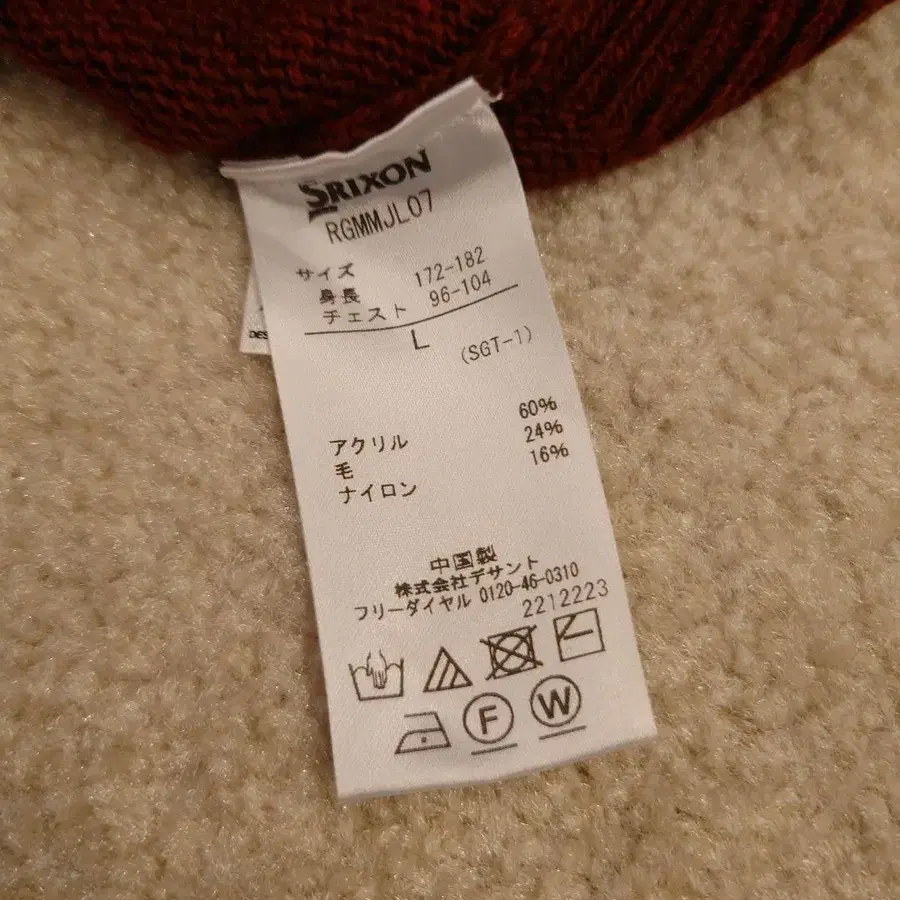 SRIXON
RGMMJL07
サイズ
身長 172-182
チェスト 96-104
L
(SGT-1)
アクリル 60%
毛 24%
ナイロン 16%
中国製
株式会社デサント
フリーダイヤル 0120-46-0310
2212223
F W
DES